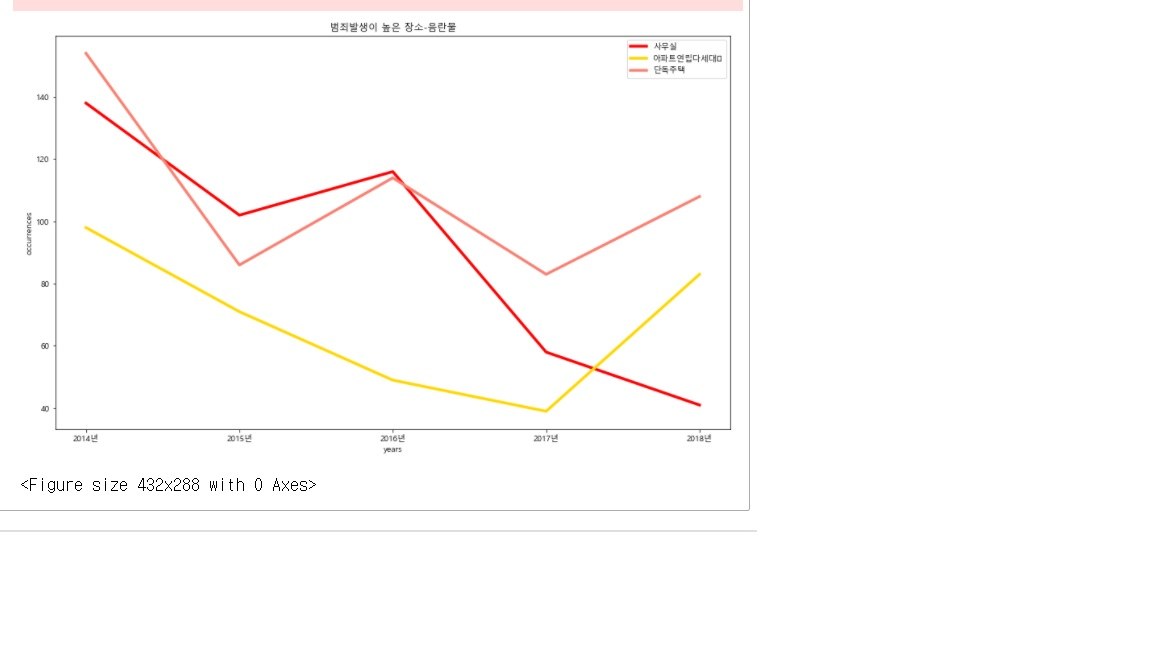 범죄발생이 높은 장소-음란물
사무실
아파트연립다세대□
단독주택
140
120
100
80
60
40
occurrences
2014년 2015년 2016년 2017년 2018년
years
<Figure size 432x288 with 0 Axes>